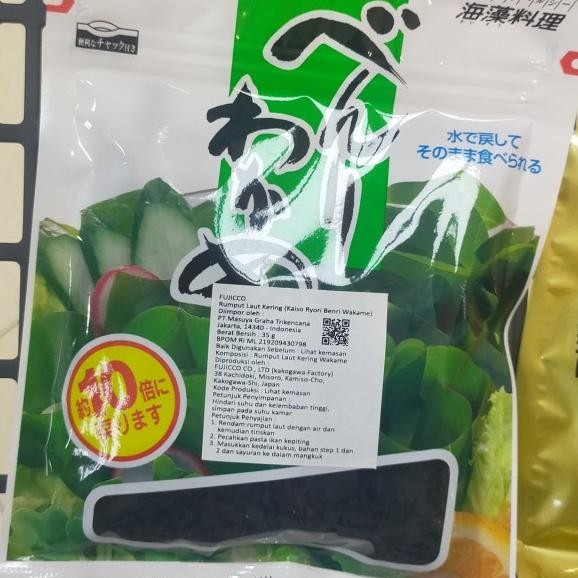 海藻料理
便利なチャック付き
べんり
わかめ
水で戻して
そのまま食べられる
約10倍に
なります
FUJICCO
Rumput Laut Kering (Kaiso Ryori Benri Wakame)
Diimpor oleh :
PT Masuya Graha Trikencana
Jakarta, 14340 - Indonesia
Berat Bersih : 35 g
BPOM RI ML 219209430798
Baik Digunakan Sebelum : Lihat kemasan
Komposisi : Rumput Laut Kering Wakame
Diproduksi oleh :
FUJICCO CO., LTD (kakogawa Factory)
38 Kachidoki, Misoro, Kamiso-Cho,
Kakogawa-Shi, Japan
Kode Produksi : Lihat kemasan
Petunjuk Penyimpanan :
Hindari suhu dan kelembaban tinggi,
simpan pada suhu kamar
Petunjuk Penyajian :
1. Rendam rumput laut dengan air dan
kemudian tiriskan
2. Pecahkan pasta ikan kepiting
3. Masukkan kedelai kukus, bahan step 1 dan
2 dan sayuran ke dalam mangkuk